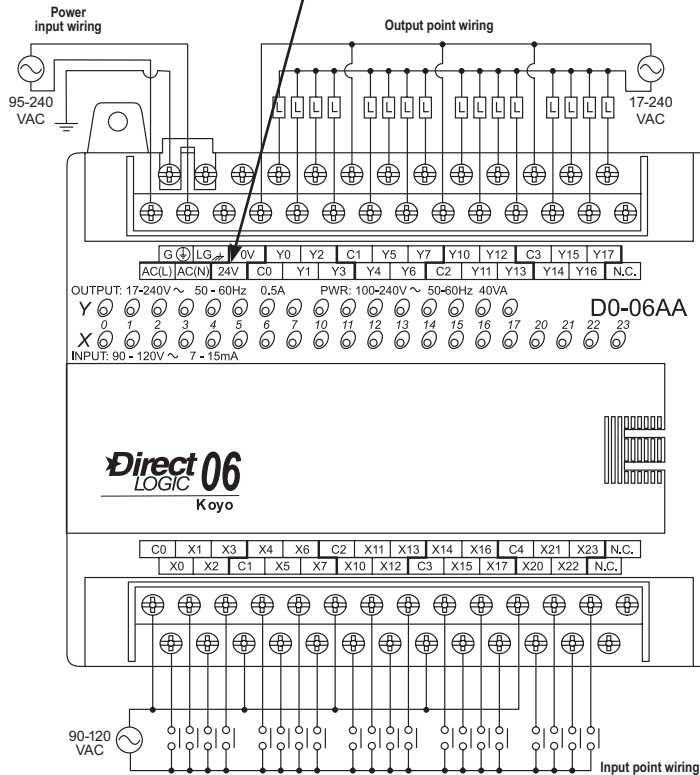 Power
input wiring
Output point wiring
95-240
VAC
17-240
VAC
L L L L L L L L L L L L L L L L
G LG 0V Y0 Y2 C1 Y5 Y7 Y10 Y12 C3 Y15 Y17
AC(L) AC(N) 24V C0 Y1 Y3 Y4 Y6 C2 Y11 Y13 Y14 Y16 N.C.
OUTPUT: 17-240V ~ 50 - 60Hz 0.5A PWR: 100-240V ~ 50-60Hz 40VA
Y
D0-06AA
0 1 2 3 4 5 6 7 10 11 12 13 14 15 16 17 20 21 22 23
X
INPUT: 90 - 120V ~ 7 - 15mA
Direct
LOGIC 06
Koyo
C0 X1 X3 X4 X6 C2 X11 X13 X14 X16 C4 X21 X23 N.C.
X0 X2 C1 X5 X7 X10 X12 C3 X15 X17 X20 X22 N.C.
90-120
VAC
Input point wiring